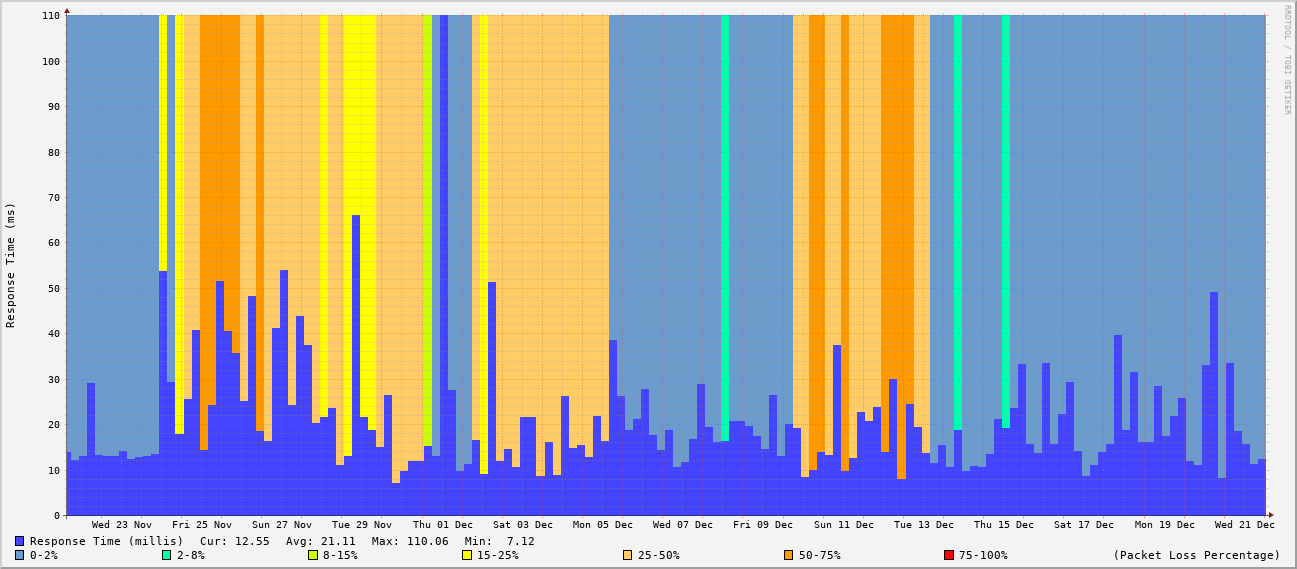 RRDTOOL / TOBI OETIKER
Response Time (ms)
110
100
90
80
70
60
50
40
30
20
10
0
Wed 23 Nov Fri 25 Nov Sun 27 Nov Tue 29 Nov Thu 01 Dec Sat 03 Dec Mon 05 Dec Wed 07 Dec Fri 09 Dec Sun 11 Dec Tue 13 Dec Thu 15 Dec Sat 17 Dec Mon 19 Dec Wed 21 Dec
Response Time (millis) Cur: 12.55 Avg: 21.11 Max: 110.06 Min: 7.12
0-2% 2-8% 8-15% 15-25% 25-50% 50-75% 75-100% (Packet Loss Percentage)